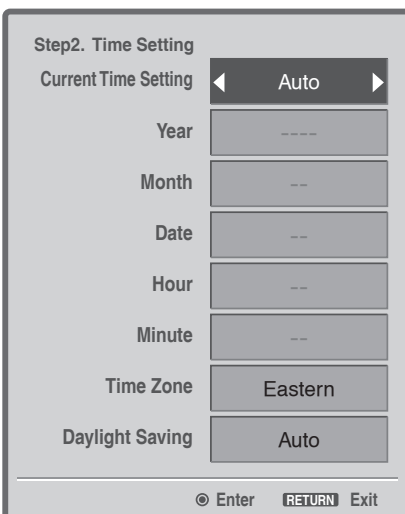 Step2. Time Setting
Current Time Setting Auto
Year ----
Month --
Date --
Hour --
Minute --
Time Zone Eastern
Daylight Saving Auto
Enter RETURN Exit